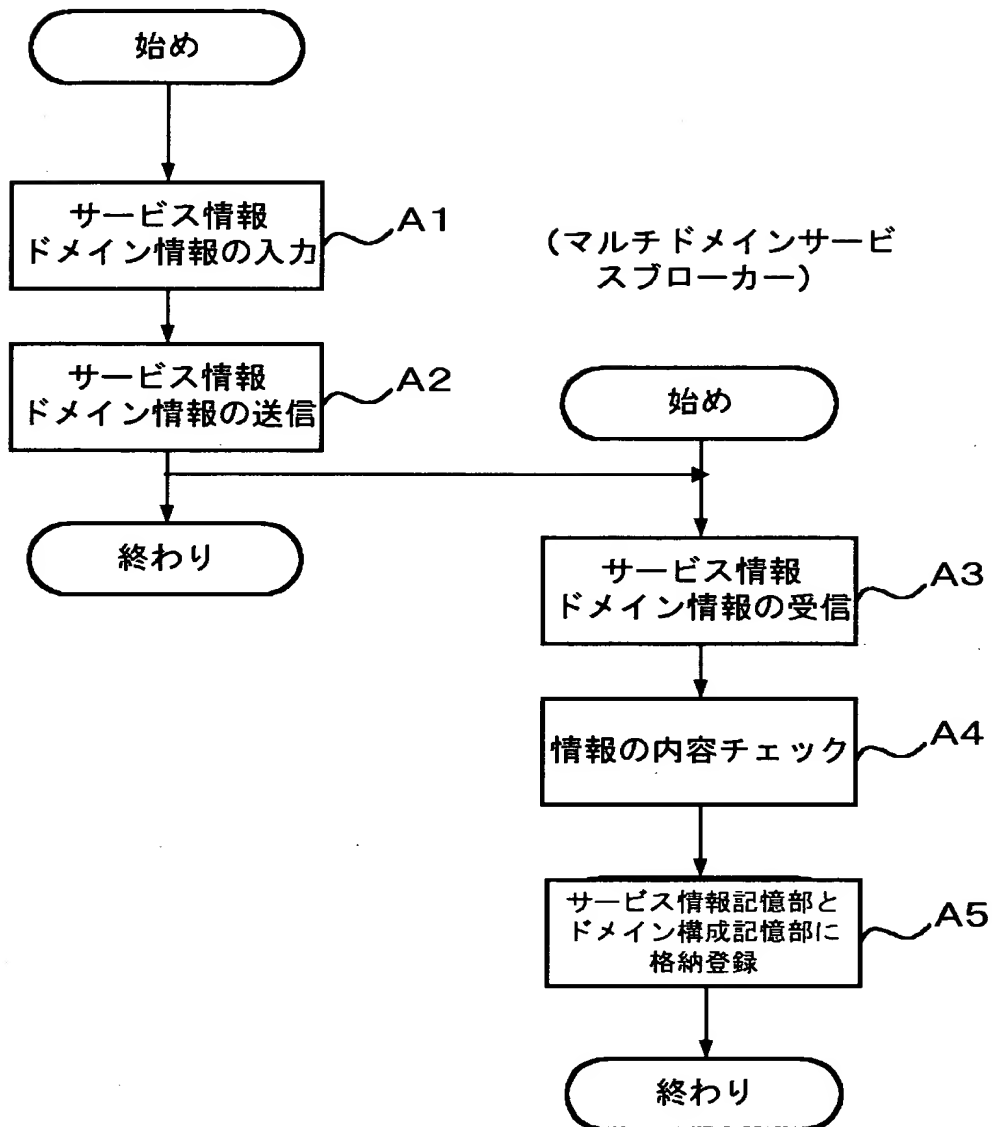 始め
サービス情報
ドメイン情報の入力
A1
サービス情報
ドメイン情報の送信
A2
終わり
(マルチドメインサービ
スブローカー)
始め
サービス情報
ドメイン情報の受信
A3
情報の内容チェック
A4
サービス情報記憶部と
ドメイン構成記憶部に
格納登録
A5
終わり